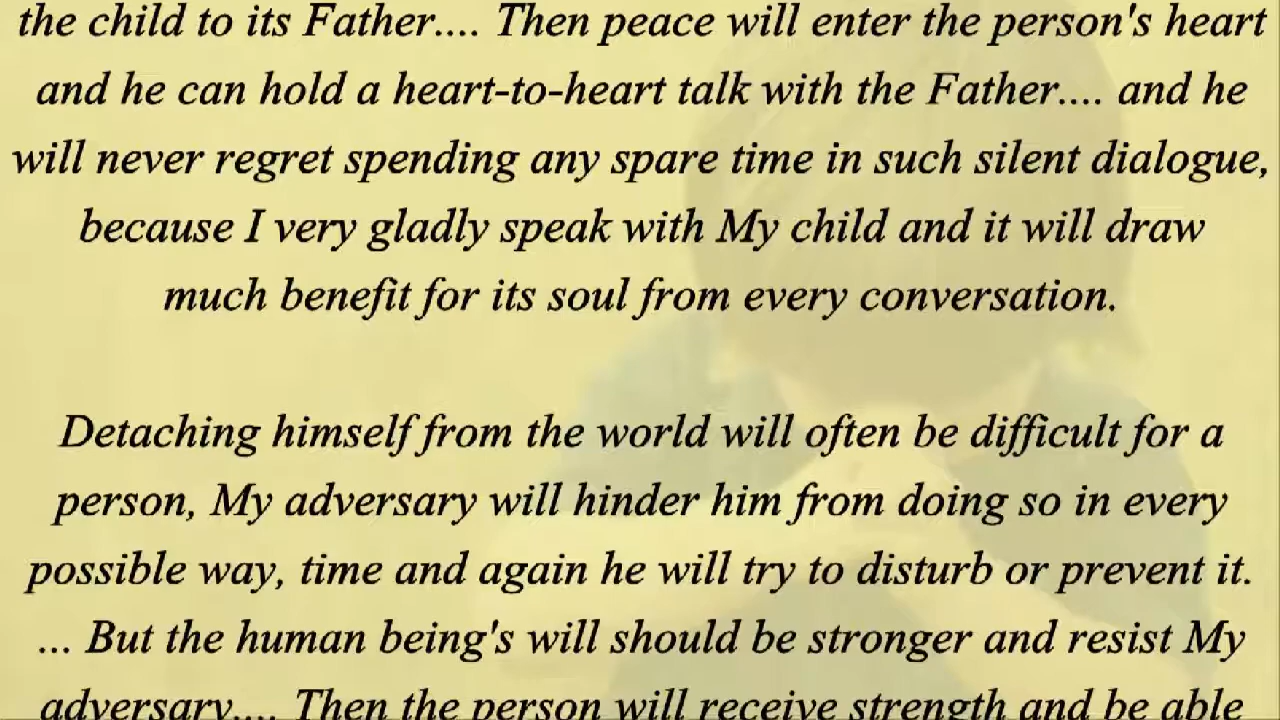 the child to its Father.... Then peace will enter the person's heart
and he can hold a heart-to-heart talk with the Father.... and he
will never regret spending any spare time in such silent dialogue,
because I very gladly speak with My child and it will draw
much benefit for its soul from every conversation.
Detaching himself from the world will often be difficult for a
person, My adversary will hinder him from doing so in every
possible way, time and again he will try to disturb or prevent it.
... But the human being's will should be stronger and resist My
adversary.... Then the person will receive strength and be able